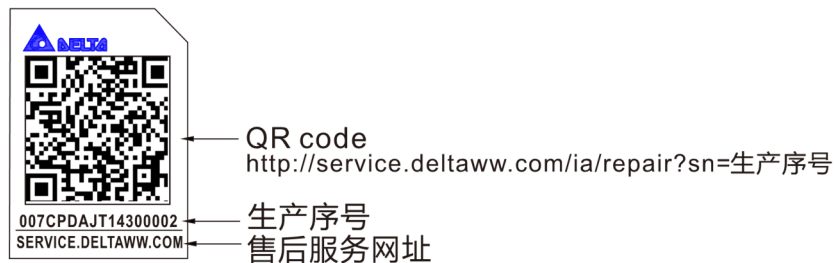 DELTA
QR code
http://service.deltaww.com/ia/repair?sn=生产序号
007CPDAJT14300002
生产序号
SERVICE.DELTAWW.COM
售后服务网址